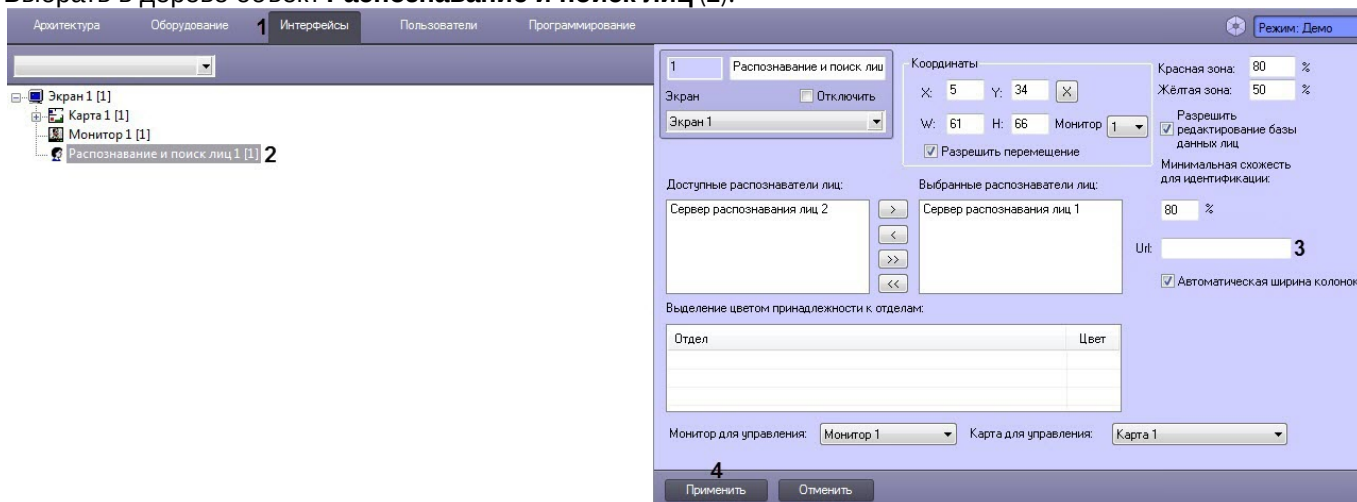 Выбрать в дереве объект Распознавание и поиск лиц (2).
Архитектура Оборудование 1 Интерфейсы Пользователи Программирование Режим: Демо
Экран 1 [1]
Карта 1 [1]
Монитор 1 [1]
Распознавание и поиск лиц 1 [1] 2
1 Распознавание и поиск лиц
Экран Отключить
Экран 1
Координаты
X: 5 Y: 34 X
W: 61 H: 66 Монитор 1
Разрешить перемещение
Красная зона: 80 %
Жёлтая зона: 50 %
Разрешить
редактирование базы
данных лиц
Минимальная схожесть
для идентификации:
80 %
Доступные распознаватели лиц:
Сервер распознавания лиц 2
>
<
>>
<<
Выбранные распознаватели лиц:
Сервер распознавания лиц 1
Url: 3
Автоматическая ширина колонок
Выделение цветом принадлежности к отделам:
Отдел Цвет
Монитор для управления: Монитор 1 Карта для управления: Карта 1
4
Применить Отменить